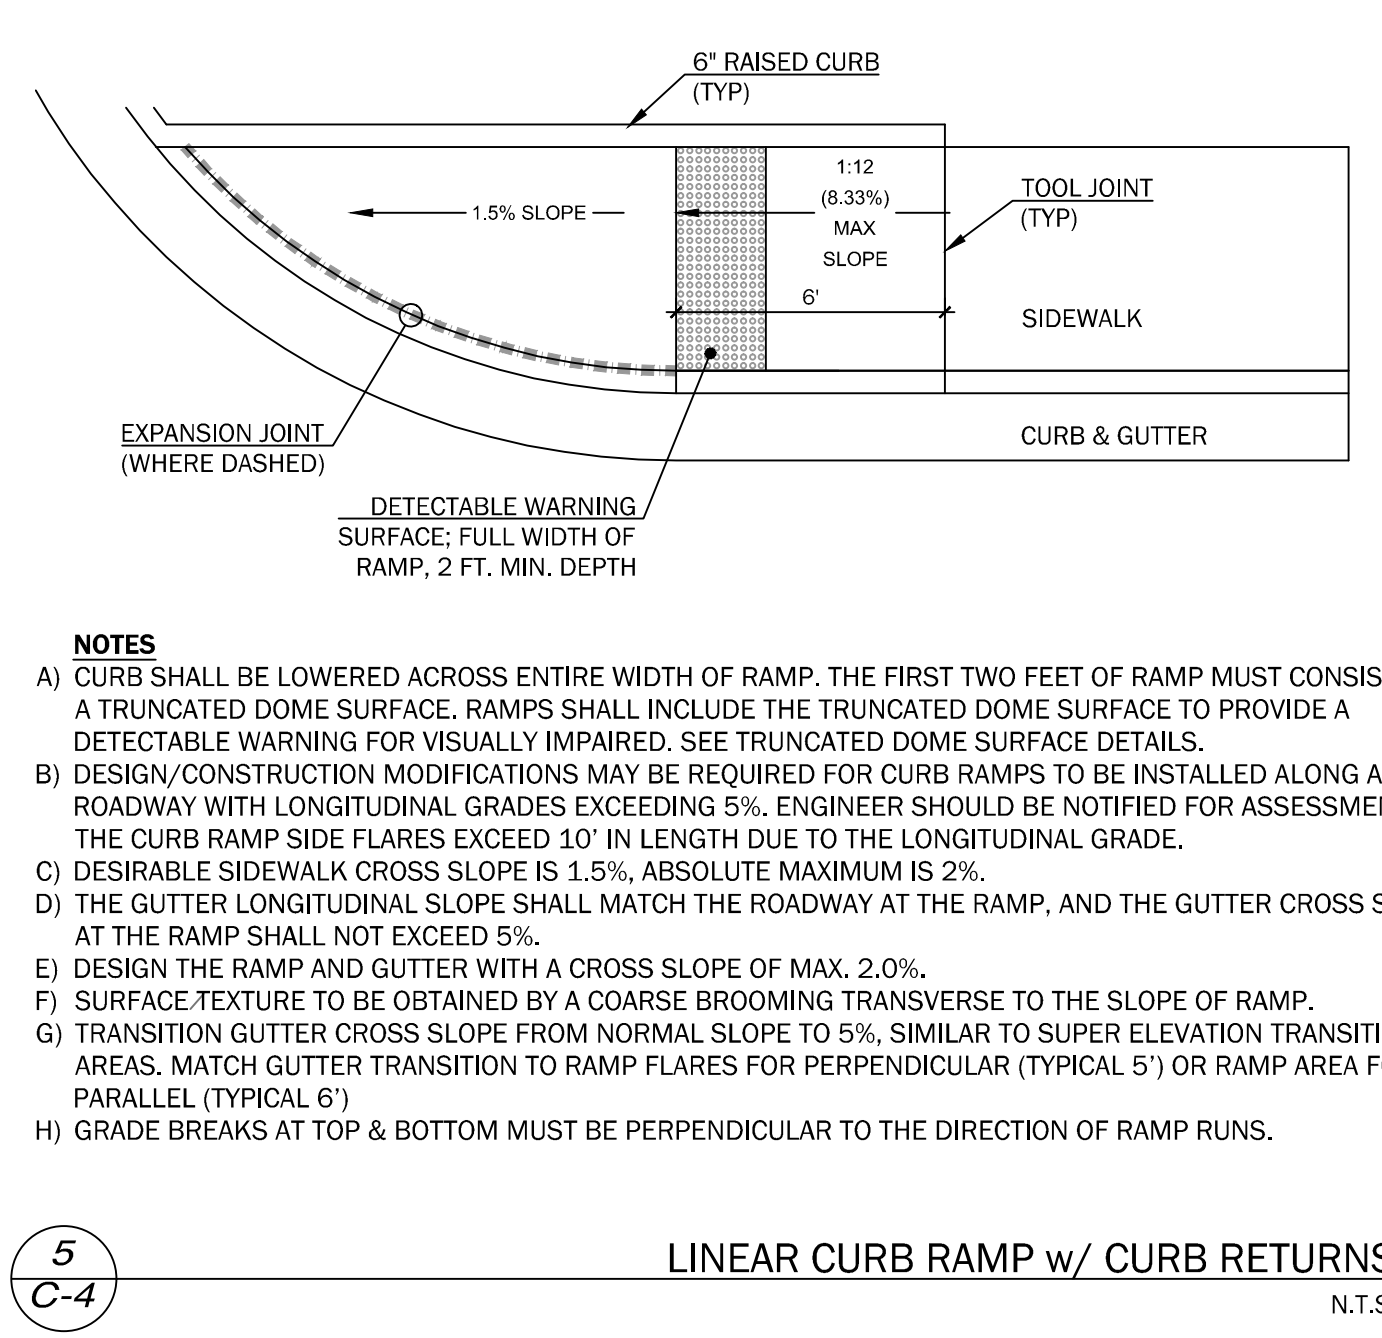 6" RAISED CURB
(TYP)
1:12
(8.33%)
MAX
SLOPE
1.5% SLOPE
TOOL JOINT
(TYP)
6'
SIDEWALK
EXPANSION JOINT
(WHERE DASHED)
CURB & GUTTER
DETECTABLE WARNING
SURFACE; FULL WIDTH OF
RAMP, 2 FT. MIN. DEPTH
NOTES
A) CURB SHALL BE LOWERED ACROSS ENTIRE WIDTH OF RAMP. THE FIRST TWO FEET OF RAMP MUST CONSIS
A TRUNCATED DOME SURFACE. RAMPS SHALL INCLUDE THE TRUNCATED DOME SURFACE TO PROVIDE A
DETECTABLE WARNING FOR VISUALLY IMPAIRED. SEE TRUNCATED DOME SURFACE DETAILS.
B) DESIGN/CONSTRUCTION MODIFICATIONS MAY BE REQUIRED FOR CURB RAMPS TO BE INSTALLED ALONG A
ROADWAY WITH LONGITUDINAL GRADES EXCEEDING 5%. ENGINEER SHOULD BE NOTIFIED FOR ASSESSMEN
THE CURB RAMP SIDE FLARES EXCEED 10' IN LENGTH DUE TO THE LONGITUDINAL GRADE.
C) DESIRABLE SIDEWALK CROSS SLOPE IS 1.5%, ABSOLUTE MAXIMUM IS 2%.
D) THE GUTTER LONGITUDINAL SLOPE SHALL MATCH THE ROADWAY AT THE RAMP, AND THE GUTTER CROSS S
AT THE RAMP SHALL NOT EXCEED 5%.
E) DESIGN THE RAMP AND GUTTER WITH A CROSS SLOPE OF MAX. 2.0%.
F) SURFACE TEXTURE TO BE OBTAINED BY A COARSE BROOMING TRANSVERSE TO THE SLOPE OF RAMP.
G) TRANSITION GUTTER CROSS SLOPE FROM NORMAL SLOPE TO 5%, SIMILAR TO SUPER ELEVATION TRANSITI
AREAS. MATCH GUTTER TRANSITION TO RAMP FLARES FOR PERPENDICULAR (TYPICAL 5') OR RAMP AREA F
PARALLEL (TYPICAL 6')
H) GRADE BREAKS AT TOP & BOTTOM MUST BE PERPENDICULAR TO THE DIRECTION OF RAMP RUNS.
5
C-4
LINEAR CURB RAMP w/ CURB RETURNS
N.T.S